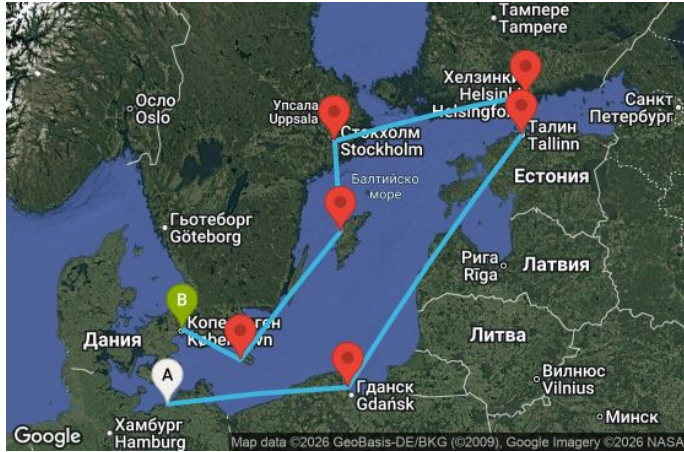 Тампере
Tampere
Осло
Oslo
Упсала
Uppsala
Хелзинки
Helsinki
Helsingfors
Санкт
Петербург
Стокхолм
Stockholm
Талин
Tallinn
Балтийско
море
Естония
Гьотеборг
Göteborg
Рига
Rīga
Латвия
B
Дания
København
Литва
A
Гданск
Gdańsk
Вилнюс
Vilnius
Хамбург
Hamburg
Минск
Google
Map data ©2026 GeoBasis-DE/BKG (©2009), Google Imagery ©2026 NASA